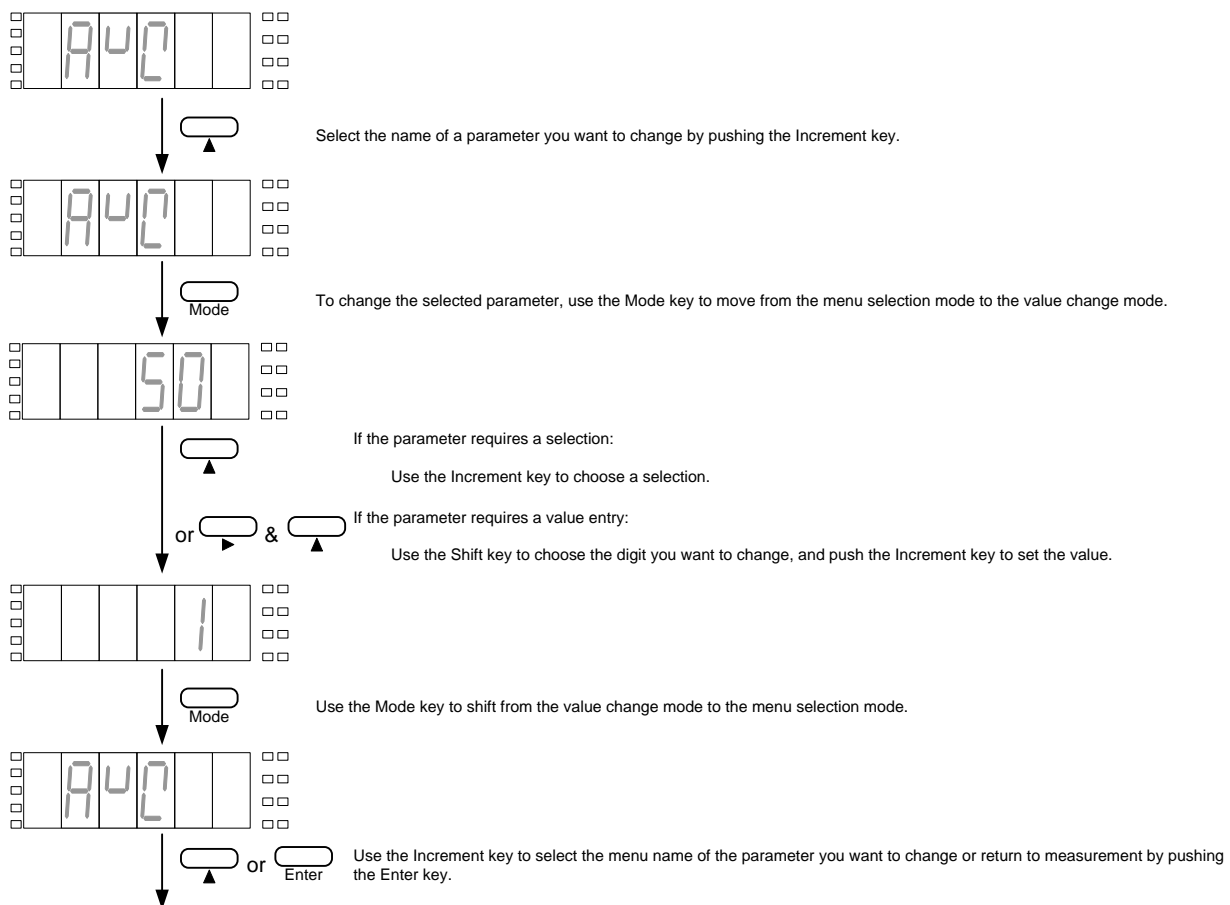 Select the name of a parameter you want to change by pushing the Increment key.
Mode
To change the selected parameter, use the Mode key to move from the menu selection mode to the value change mode.
50
If the parameter requires a selection:
Use the Increment key to choose a selection.
or & If the parameter requires a value entry:
Use the Shift key to choose the digit you want to change, and push the Increment key to set the value.
1
Mode
Use the Mode key to shift from the value change mode to the menu selection mode.
or Enter
Use the Increment key to select the menu name of the parameter you want to change or return to measurement by pushing
the Enter key.